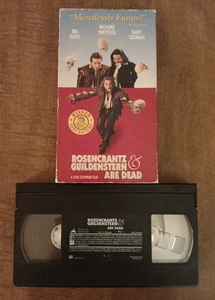 "Mercilessly Funny!"
TIM
ROTH
RICHARD
DREYFUSS
GARY
OLDMAN
ROSENCRANTZ
& GUILDENSTERN
ARE DEAD
A TOM STOPPARD FILM
ROSENCRANTZ
GUILDENSTERN &
ARE DEAD